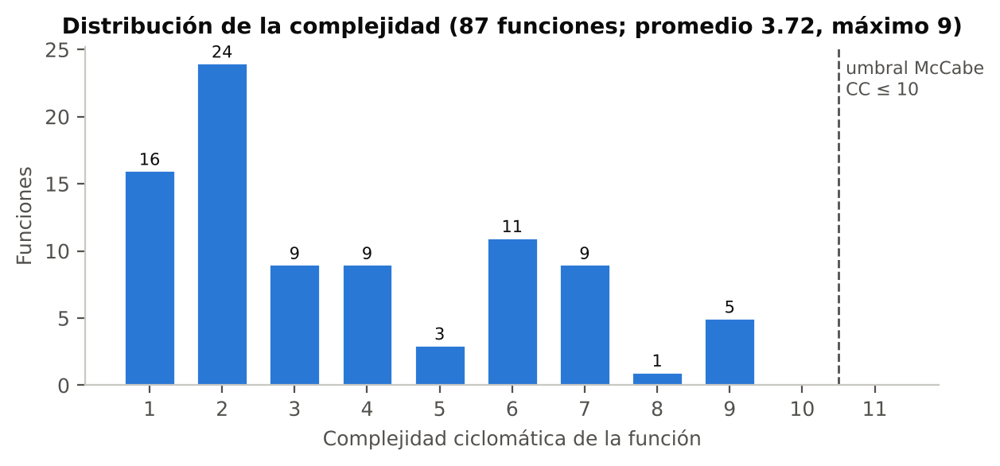 Distribución de la complejidad (87 funciones; promedio 3.72, máximo 9)
umbral McCabe
CC ≤ 10
Funciones
25
20
15
10
5
0
16
24
9
9
3
11
9
1
5
1 2 3 4 5 6 7 8 9 10 11
Complejidad ciclomática de la función